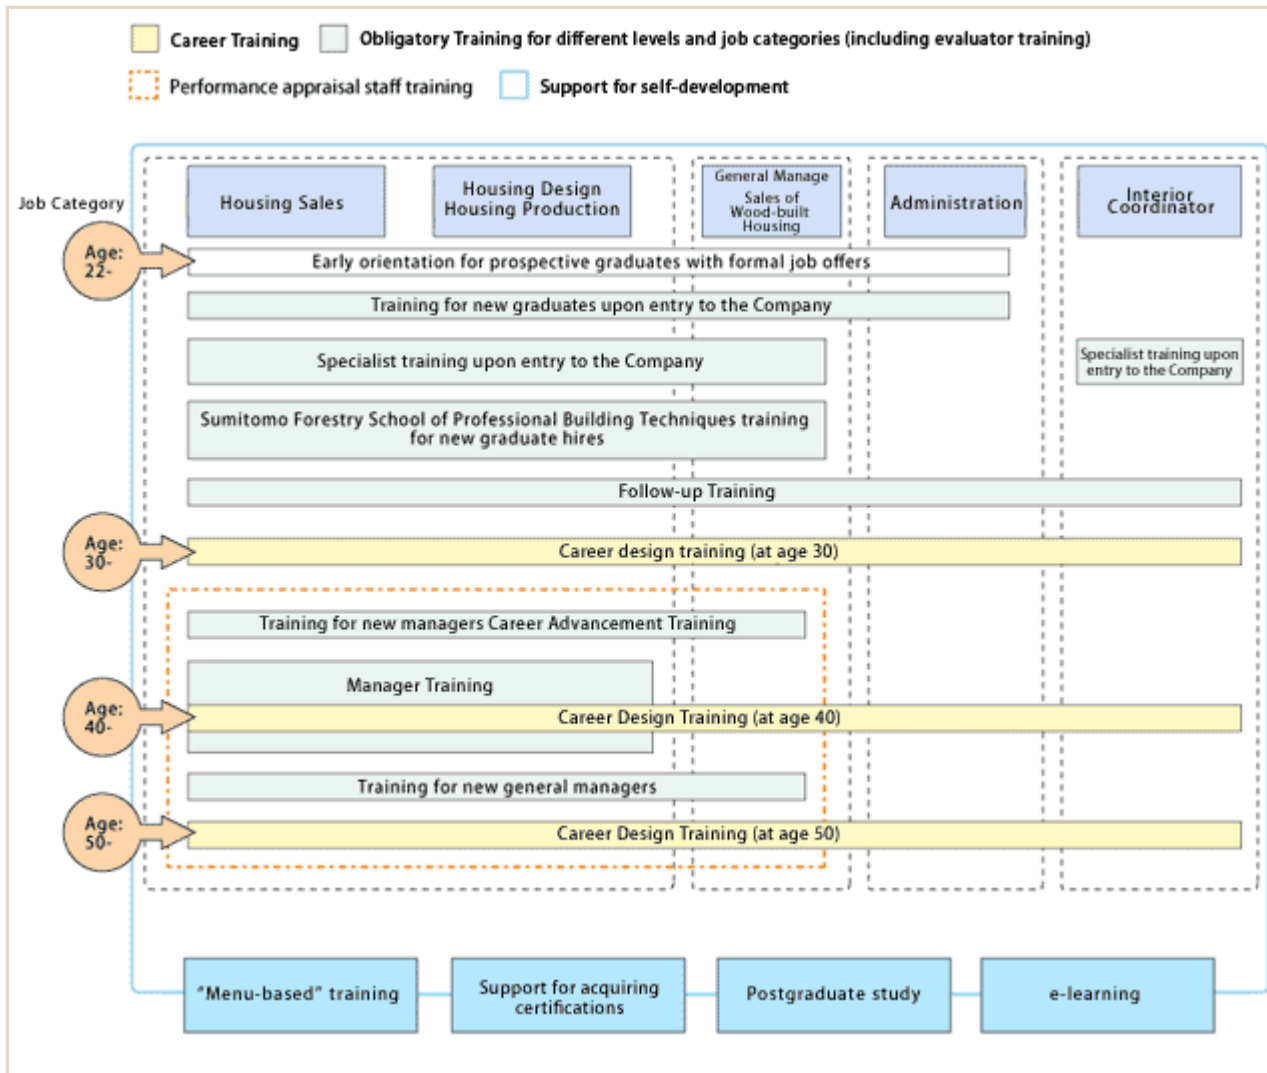 Career Training
Obligatory Training for different levels and job categories (including evaluator training)
Performance appraisal staff training
Support for self-development
Job Category
Housing Sales
Housing Design
Housing Production
General Manage
Sales of
Wood-built
Housing
Administration
Interior
Coordinator
Age:
22-
Early orientation for prospective graduates with formal job offers
Training for new graduates upon entry to the Company
Specialist training upon entry to the Company
Specialist training upon
entry to the Company
Sumitomo Forestry School of Professional Building Techniques training
for new graduate hires
Follow-up Training
Age:
30-
Career design training (at age 30)
Training for new managers Career Advancement Training
Manager Training
Age:
40-
Career Design Training (at age 40)
Training for new general managers
Age:
50-
Career Design Training (at age 50)
“Menu-based” training
Support for acquiring
certifications
Postgraduate study
e-learning